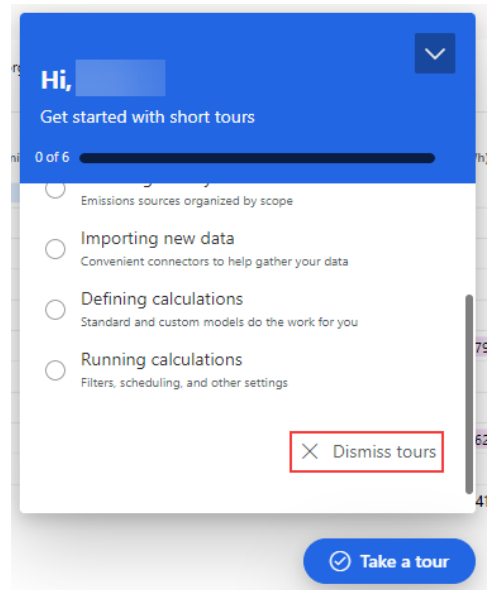 Hi,
Get started with short tours
0 of 6
Emissions sources organized by scope
Importing new data
Convenient connectors to help gather your data
Defining calculations
Standard and custom models do the work for you
Running calculations
Filters, scheduling, and other settings
Dismiss tours
Take a tour